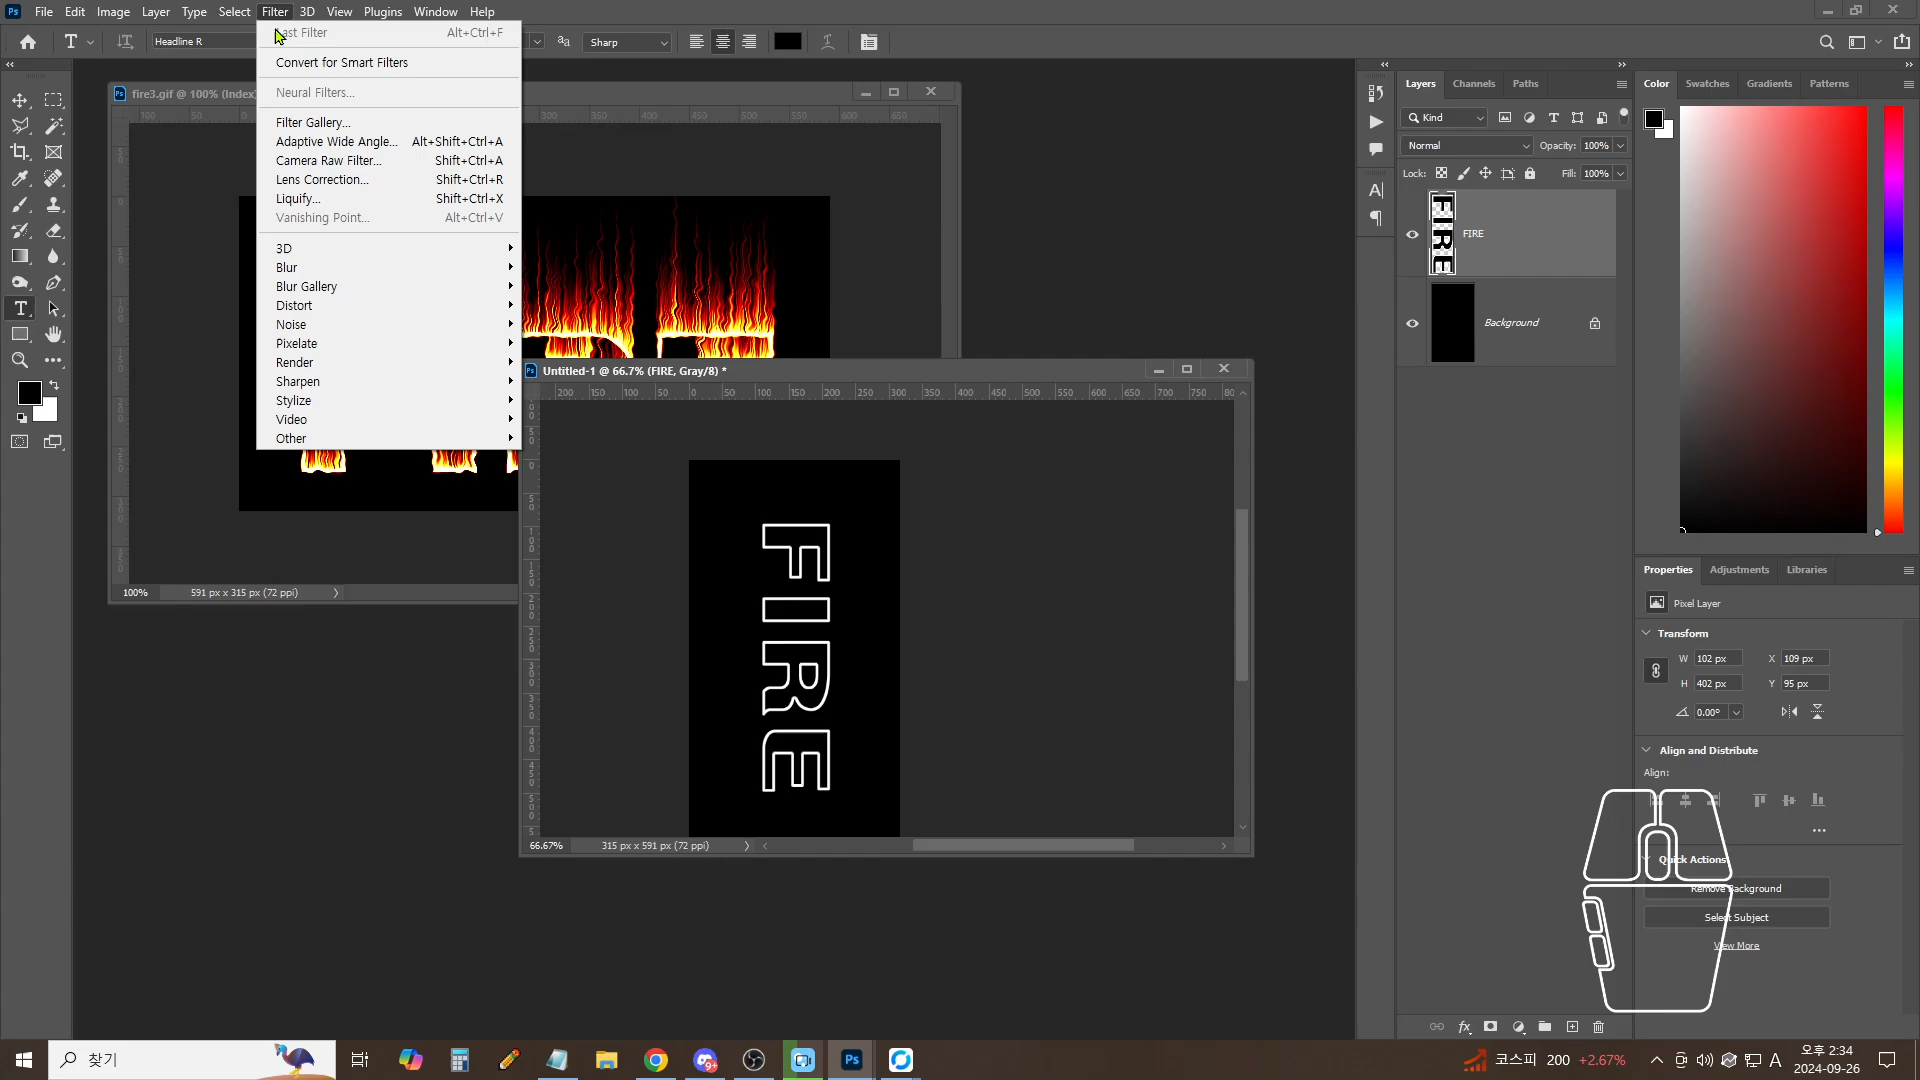 File Edit Image Layer Type Select Filter 3D View Plugins Window Help
Headline R
Sharp
Last Filter Alt+Ctrl+F
Convert for Smart Filters
Neural Filters...
Filter Gallery...
Adaptive Wide Angle... Alt+Shift+Ctrl+A
Camera Raw Filter... Shift+Ctrl+A
Lens Correction... Shift+Ctrl+R
Liquify... Shift+Ctrl+X
Vanishing Point... Alt+Ctrl+V
3D
Blur
Blur Gallery
Distort
Noise
Pixelate
Render
Sharpen
Stylize
Video
Other
fire3.gif @ 100% (Index
100 50 0 300 350 400 450 500 550 600 650
100% 591 px x 315 px (72 ppi)
Untitled-1 @ 66.7% (FIRE, Gray/8) *
200 150 100 50 0 50 100 150 200 250 300 350 400 450 500 550 600 650 700 750 80
FIRE
66.67% 315 px x 591 px (72 ppi)
Layers Channels Paths
Kind
Normal Opacity: 100%
Lock: Fill: 100%
FIRE
FIRE
Background
Color Swatches Gradients Patterns
Properties Adjustments Libraries
Pixel Layer
Transform
W 102 px X 109 px
H 402 px Y 95 px
0.00°
Align and Distribute
Align:
Quick Actions
Remove Background
Select Subject
View More
fx
찾기
9+
Ps
코스피 200 +2.67%
A
오후 2:34
2024-09-26